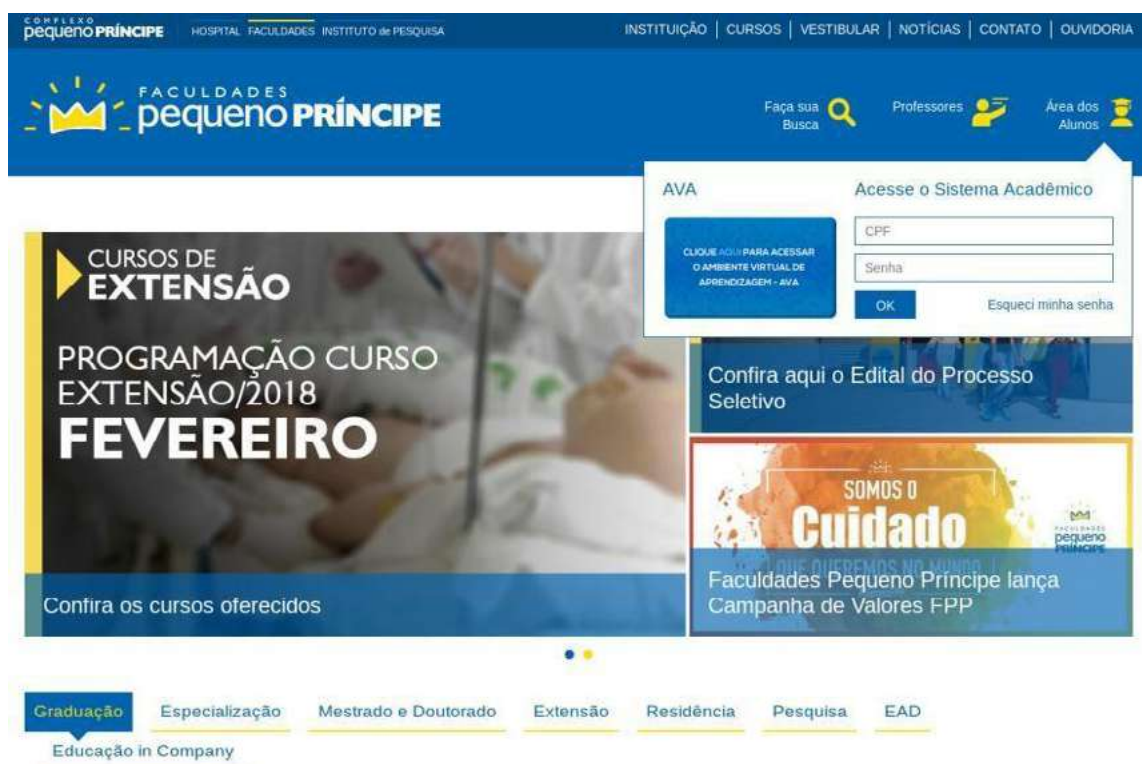 COMPLEXO
pequeno PRÍNCIPE
HOSPITAL FACULDADES INSTITUTO de PESQUISA
INSTITUIÇÃO | CURSOS | VESTIBULAR | NOTÍCIAS | CONTATO | OUVIDORIA
FACULDADES
pequeno PRÍNCIPE
Faça sua
Busca
Professores
Área dos
Alunos
AVA
CLIQUE AQUI PARA ACESSAR
O AMBIENTE VIRTUAL DE
APRENDIZAGEM - AVA
Acesse o Sistema Acadêmico
CPF
Senha
OK
Esqueci minha senha
CURSOS DE
EXTENSÃO
PROGRAMAÇÃO CURSO
EXTENSÃO/2018
FEVEREIRO
Confira os cursos oferecidos
Confira aqui o Edital do Processo
Seletivo
SOMOS O
Cuidado
QUE QUEREMOS NO MUNDO
FACULDADES
pequeno
PRÍNCIPE
Faculdades Pequeno Príncipe lança
Campanha de Valores FPP
Graduação
Especialização
Mestrado e Doutorado
Extensão
Residência
Pesquisa
EAD
Educação in Company